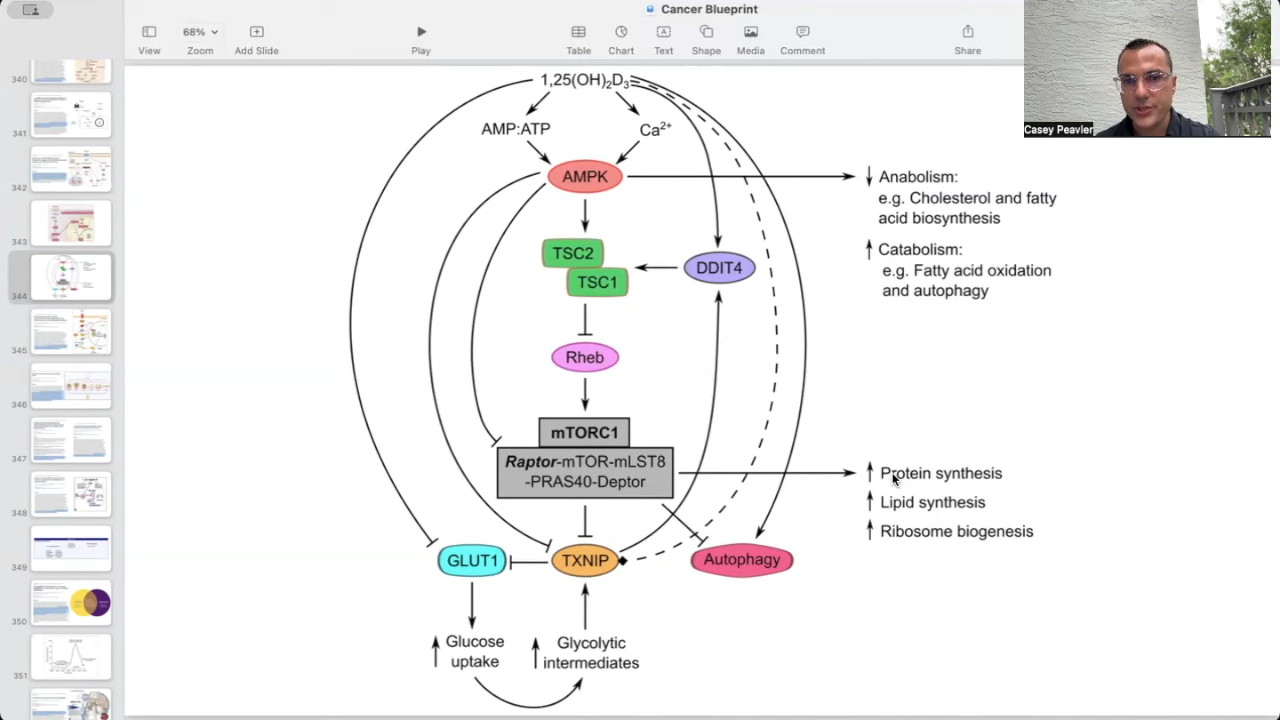 Cancer Blueprint
68%
View
Zoom
Add Slide
Play
Table
Chart
Text
Shape
Media
Comment
Share
Casey Peavler
340
341
342
343
344
345
346
347
348
349
350
351
1,25(OH)₂D₃
AMP:ATP
Ca²⁺
AMPK
TSC2
TSC1
DDIT4
Rheb
mTORC1
Raptor-mTOR-mLST8
-PRAS40-Deptor
GLUT1
TXNIP
Autophagy
Glucose
uptake
Glycolytic
intermediates
↓ Anabolism:
e.g. Cholesterol and fatty
acid biosynthesis
↑ Catabolism:
e.g. Fatty acid oxidation
and autophagy
↑ Protein synthesis
↑ Lipid synthesis
↑ Ribosome biogenesis